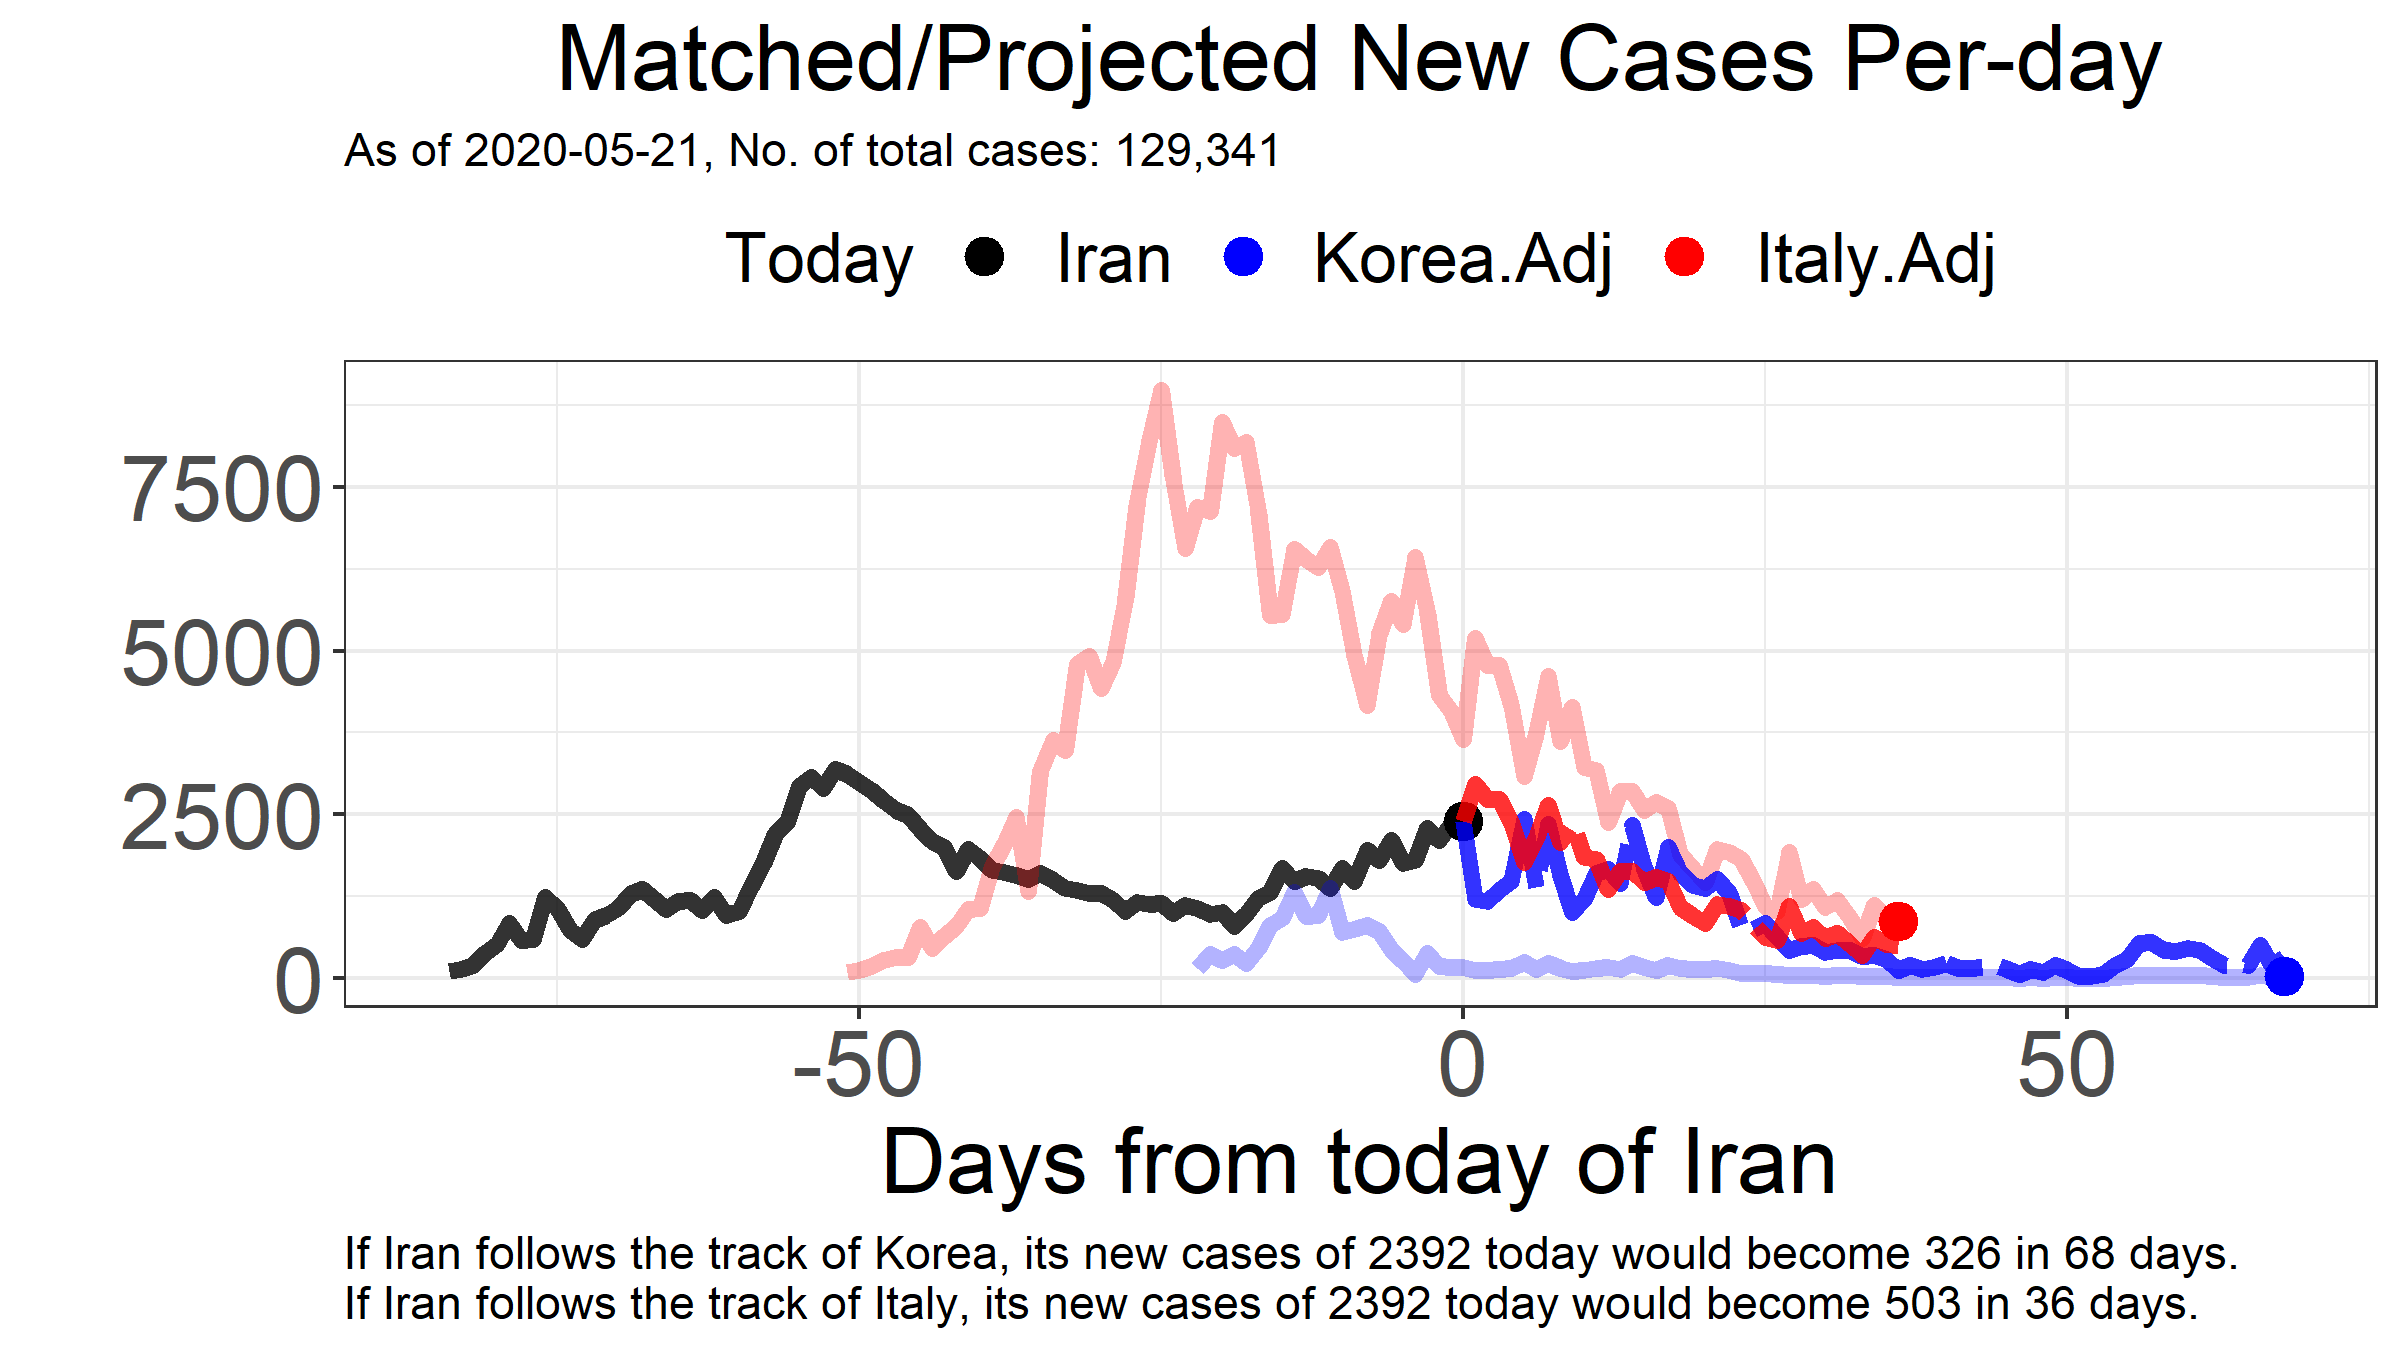 Matched/Projected New Cases Per-day
As of 2020-05-21, No. of total cases: 129,341
Today Iran Korea.Adj Italy.Adj
7500
5000
2500
0
-50 0 50
Days from today of Iran
If Iran follows the track of Korea, its new cases of 2392 today would become 326 in 68 days.
If Iran follows the track of Italy, its new cases of 2392 today would become 503 in 36 days.